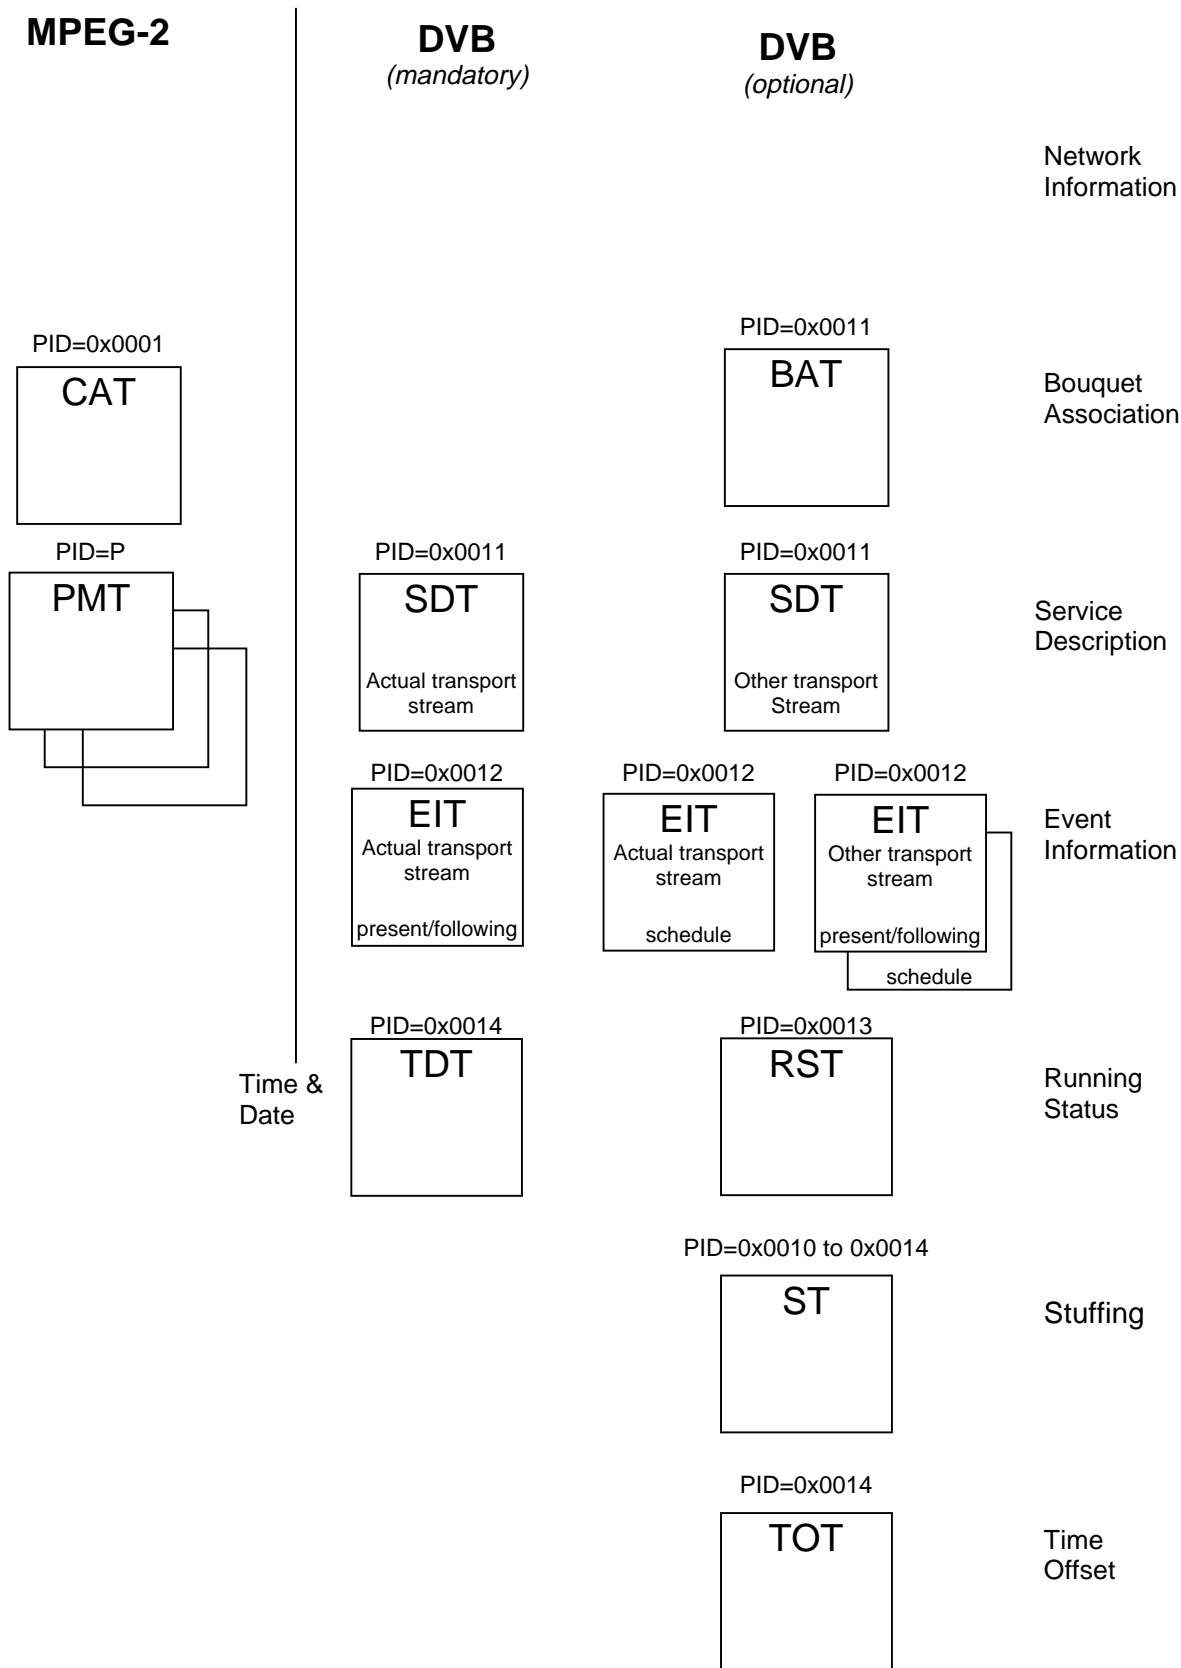 MPEG-2
DVB
(mandatory)
DVB
(optional)
Network
Information
PID=0x0001
CAT
PID=0x0011
BAT
Bouquet
Association
PID=P
PMT
PID=0x0011
SDT
Actual transport
stream
PID=0x0011
SDT
Other transport
Stream
Service
Description
PID=0x0012
EIT
Actual transport
stream
present/following
PID=0x0012
EIT
Actual transport
stream
schedule
PID=0x0012
EIT
Other transport
stream
present/following
schedule
Event
Information
Time &
Date
PID=0x0014
TDT
PID=0x0013
RST
Running
Status
PID=0x0010 to 0x0014
ST
Stuffing
PID=0x0014
TOT
Time
Offset